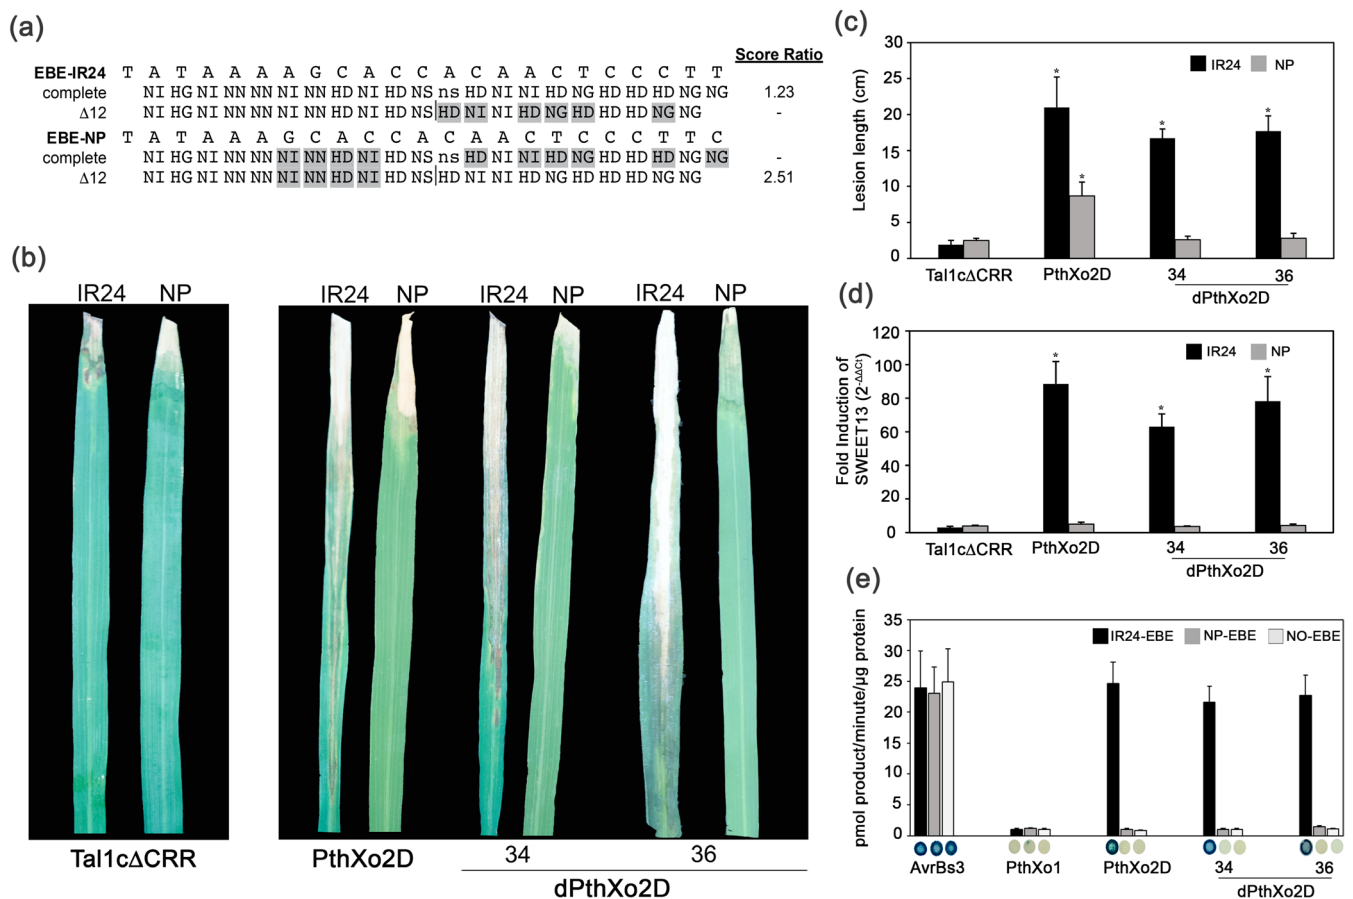 (a)
Score Ratio
EBE-IR24 T A T A A A A G C A C C A C A A C T C C C T T
complete NI HG NI NN NN NI NN HD NI HD NS ns HD NI NI HD NG HD HD HD NG NG 1.23
Δ12 NI HG NI NN NN NI NN HD NI HD NS|HD NI NI HD NG HD HD HD NG NG -
EBE-NP T A T A A A G C A C C A C A A C T C C C T T C
complete NI HG NI NN NN NI NN HD NI HD NS ns HD NI NI HD NG HD HD HD NG NG -
Δ12 NI HG NI NN NN NI NN HD NI HD NS|HD NI NI HD NG HD HD HD NG NG 2.51
(b)
IR24 NP IR24 NP IR24 NP IR24 NP
Tal1cΔCRR PthXo2D 34 36
dPthXo2D
(c)
Lesion length (cm)
30
25
20
15
10
5
0
IR24 NP
* * * *
Tal1cΔCRR PthXo2D 34 36
dPthXo2D
(d)
Fold Induction of
SWEET13 (2-ΔΔCt)
120
100
80
60
40
20
0
IR24 NP
* * *
Tal1cΔCRR PthXo2D 34 36
dPthXo2D
(e)
pmol product/minute/µg protein
35
30
25
20
15
10
5
0
IR24-EBE NP-EBE NO-EBE
AvrBs3 PthXo1 PthXo2D 34 36
dPthXo2D